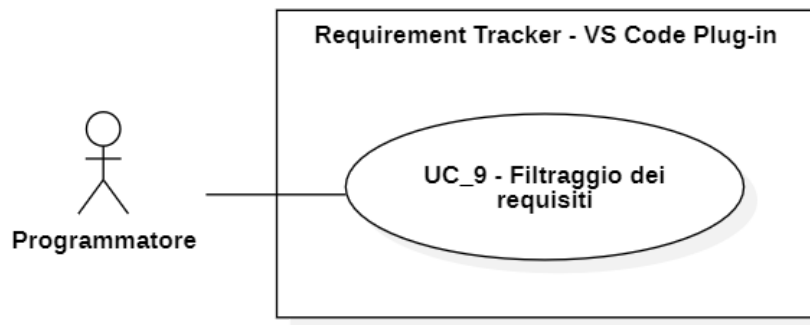 Requirement Tracker - VS Code Plug-in
UC_9 - Filtraggio dei
requisiti
Programmatore